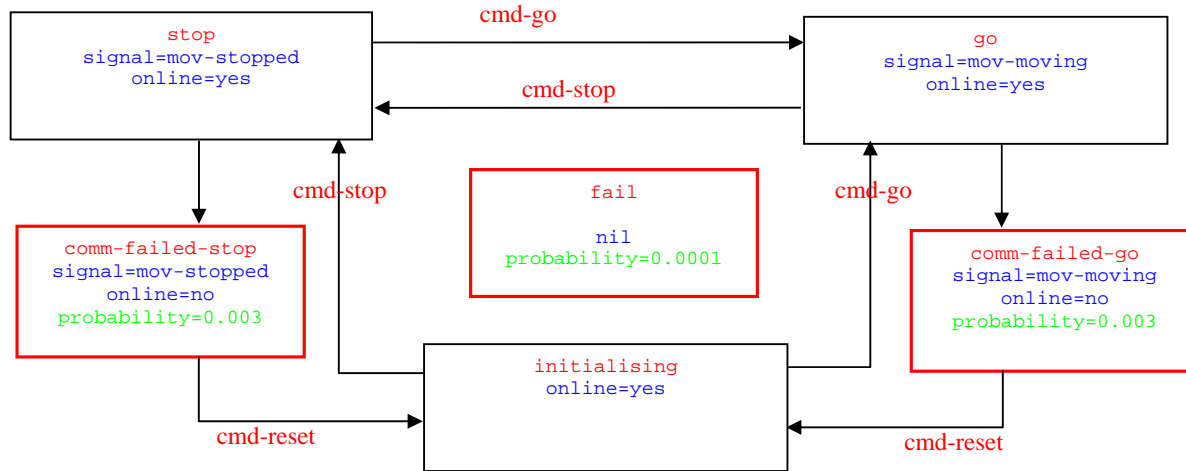 cmd-go
stop
signal=mov-stopped
online=yes
go
signal=mov-moving
online=yes
cmd-stop
cmd-stop
fail
nil
probability=0.0001
cmd-go
comm-failed-stop
signal=mov-stopped
online=no
probability=0.003
comm-failed-go
signal=mov-moving
online=no
probability=0.003
initialising
online=yes
cmd-reset
cmd-reset